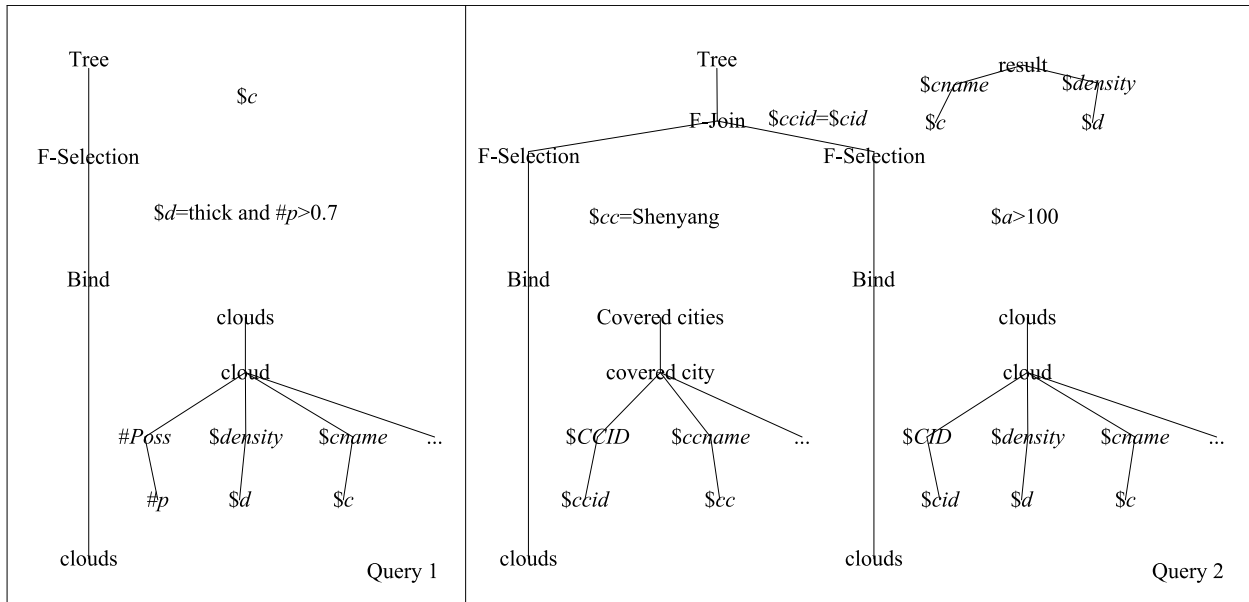 Tree
$c
F-Selection
$d=thick and #p>0.7
Bind
clouds
cloud
#Poss $density $cname ...
#p $d $c
clouds
Query 1
Tree
result
$cname $density
$c $d
F-Join $ccid=$cid
F-Selection F-Selection
$cc=Shenyang $a>100
Bind Bind
Covered cities clouds
covered city cloud
$CCID $ccname ... $CID $density $cname ...
$ccid $cc $cid $d $c
clouds clouds
Query 2